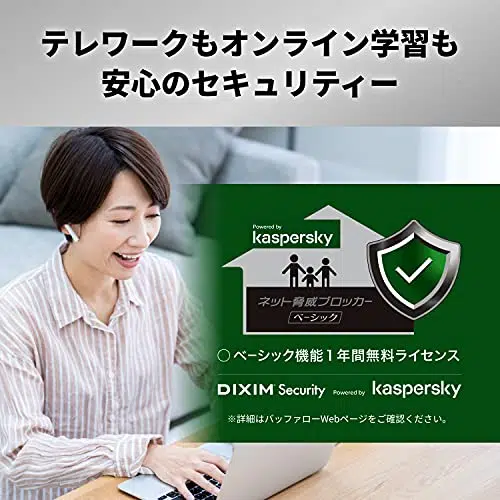 テレワークもオンライン学習も
安心のセキュリティー
Powered by
kaspersky
ネット脅威ブロッカー
ベーシック
○ ベーシック機能1年間無料ライセンス
DIXIM Security Powered by kaspersky
※詳細はバッファローWebページをご確認ください。